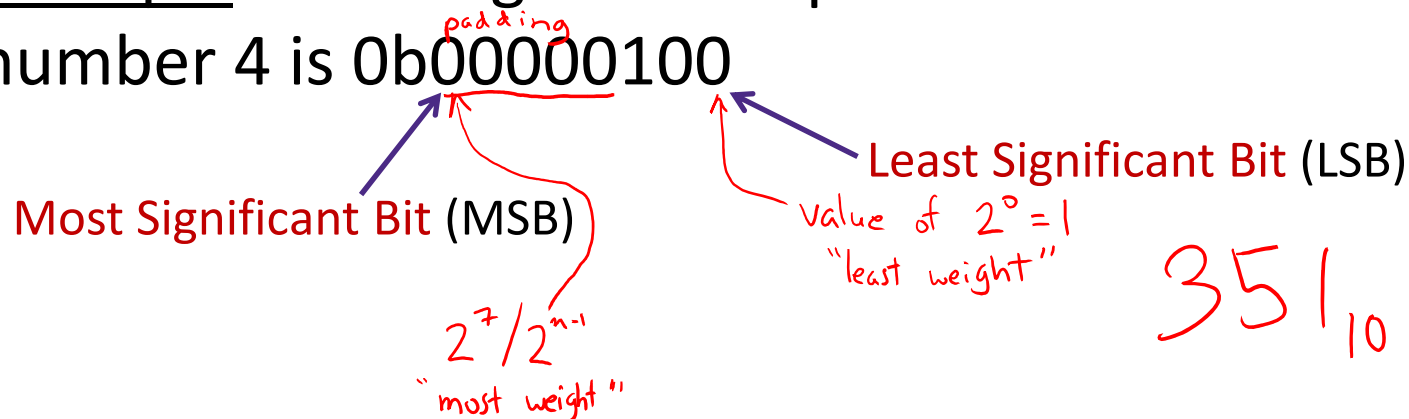 padding
number 4 is 0b00000100
Least Significant Bit (LSB)
Most Significant Bit (MSB)
value of 2⁰ = 1
"least weight"
351₁₀
2⁷/2ⁿ⁻¹
"most weight"